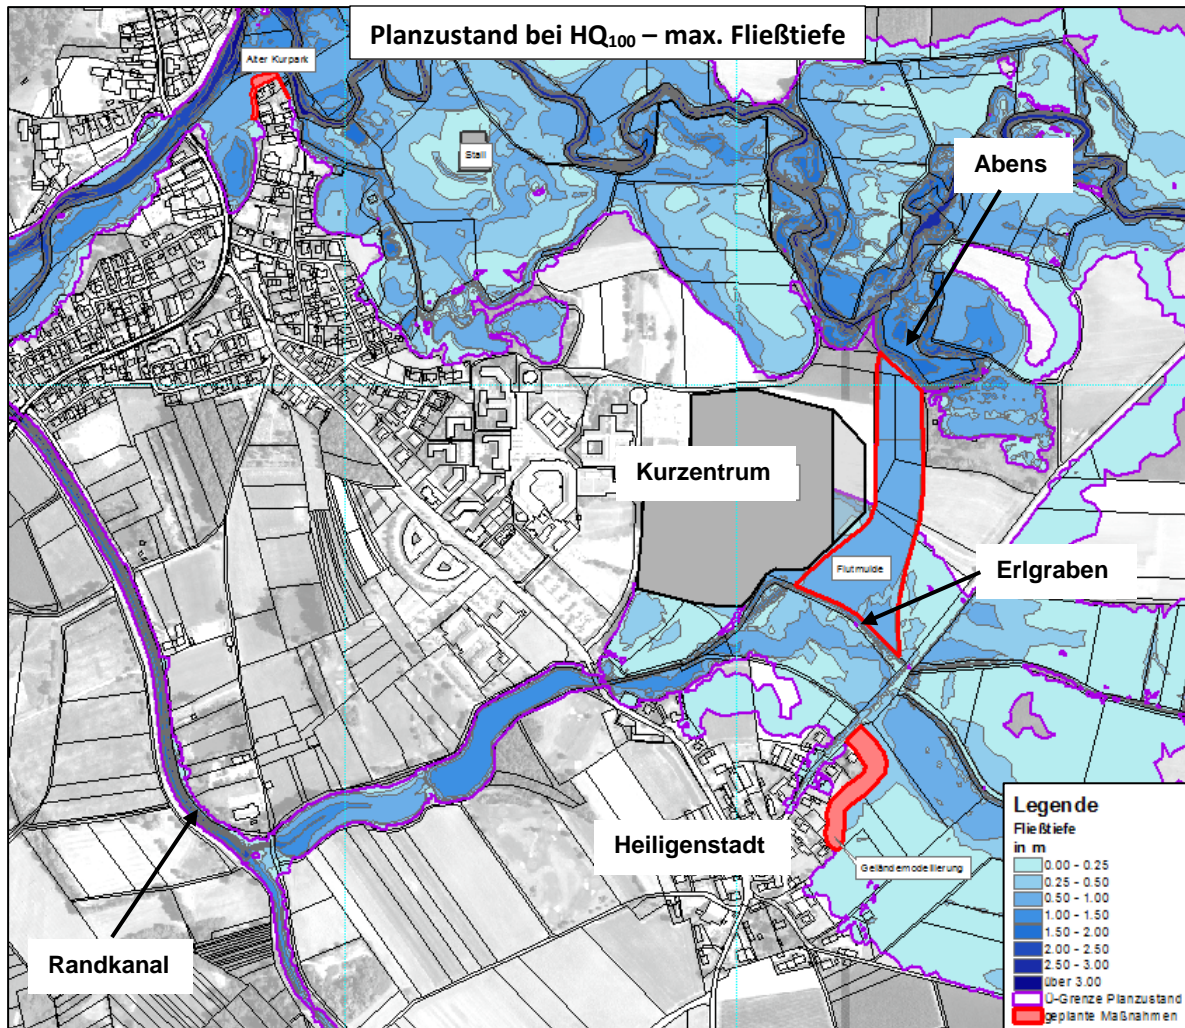 Planzustand bei HQ₁₀₀ – max. Fließtiefe
Alter Kurpark
Stall
Abens
Kurzentrum
Flutmulde
Erlgraben
Heiligenstadt
Geländemodellierung
Randkanal
Legende
Fließtiefe
in m
0.00 - 0.25
0.25 - 0.50
0.50 - 1.00
1.00 - 1.50
1.50 - 2.00
2.00 - 2.50
2.50 - 3.00
über 3.00
Ü-Grenze Planzustand
geplante Maßnahmen